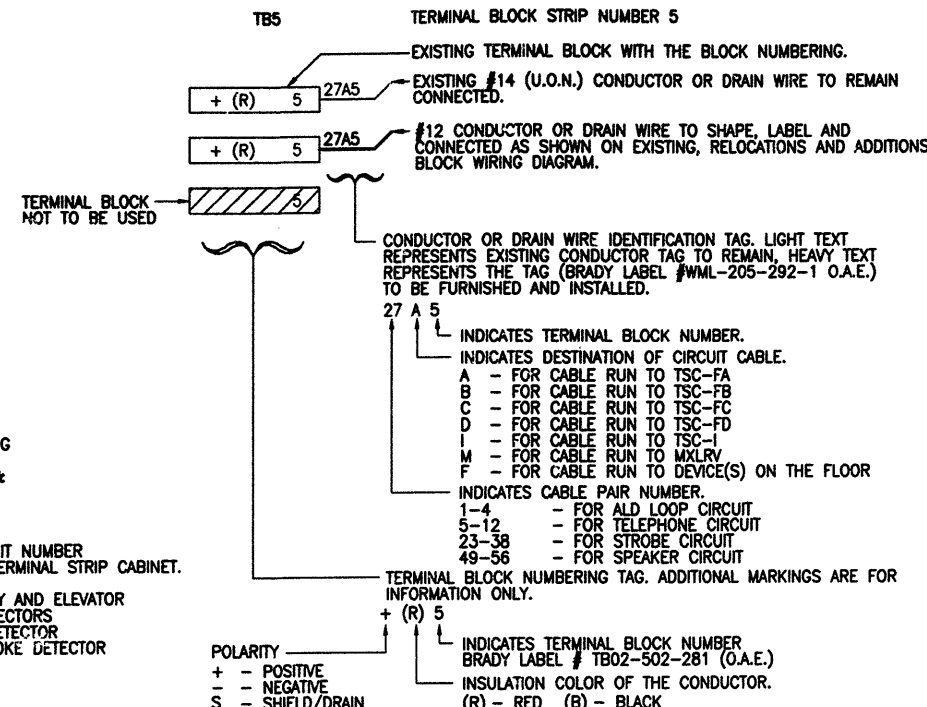 TB5 TERMINAL BLOCK STRIP NUMBER 5
EXISTING TERMINAL BLOCK WITH THE BLOCK NUMBERING.
+ (R) 5 27A5
EXISTING #14 (U.O.N.) CONDUCTOR OR DRAIN WIRE TO REMAIN
CONNECTED.
+ (R) 5 27A5
#12 CONDUCTOR OR DRAIN WIRE TO SHAPE, LABEL AND
CONNECTED AS SHOWN ON EXISTING, RELOCATIONS AND ADDITIONS
BLOCK WIRING DIAGRAM.
TERMINAL BLOCK
NOT TO BE USED
5
CONDUCTOR OR DRAIN WIRE IDENTIFICATION TAG. LIGHT TEXT
REPRESENTS EXISTING CONDUCTOR TAG TO REMAIN, HEAVY TEXT
REPRESENTS THE TAG (BRADY LABEL #WML-205-292-1 O.A.E.)
TO BE FURNISHED AND INSTALLED.
27 A 5
INDICATES TERMINAL BLOCK NUMBER.
INDICATES DESTINATION OF CIRCUIT CABLE.
A - FOR CABLE RUN TO TSC-FA
B - FOR CABLE RUN TO TSC-FB
C - FOR CABLE RUN TO TSC-FC
D - FOR CABLE RUN TO TSC-FD
I - FOR CABLE RUN TO TSC-I
M - FOR CABLE RUN TO MXLRV
F - FOR CABLE RUN TO DEVICE(S) ON THE FLOOR
INDICATES CABLE PAIR NUMBER.
1-4 - FOR ALD LOOP CIRCUIT
5-12 - FOR TELEPHONE CIRCUIT
23-38 - FOR STROBE CIRCUIT
49-56 - FOR SPEAKER CIRCUIT
TERMINAL BLOCK NUMBERING TAG. ADDITIONAL MARKINGS ARE FOR
INFORMATION ONLY.
+ (R) 5
INDICATES TERMINAL BLOCK NUMBER
BRADY LABEL # TB02-502-281 (O.A.E.)
INSULATION COLOR OF THE CONDUCTOR.
(R) - RED (B) - BLACK
POLARITY
+ - POSITIVE
- - NEGATIVE
S - SHIELD/DRAIN
G
IT NUMBER
ERMINAL STRIP CABINET.
Y AND ELEVATOR
ECTORS
ETECTOR
OKE DETECTOR